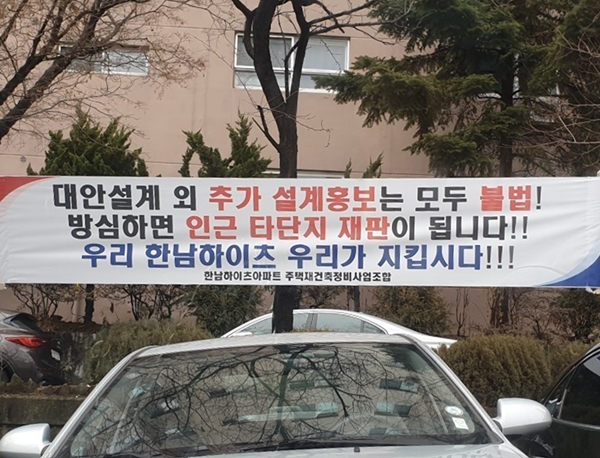 대안설계 외 추가 설계홍보는 모두 불법!
방심하면 인근 타단지 재판이 됩니다!!
우리 한남하이츠 우리가 지킵시다!!!
한남하이츠아파트 주택재건축정비사업조합